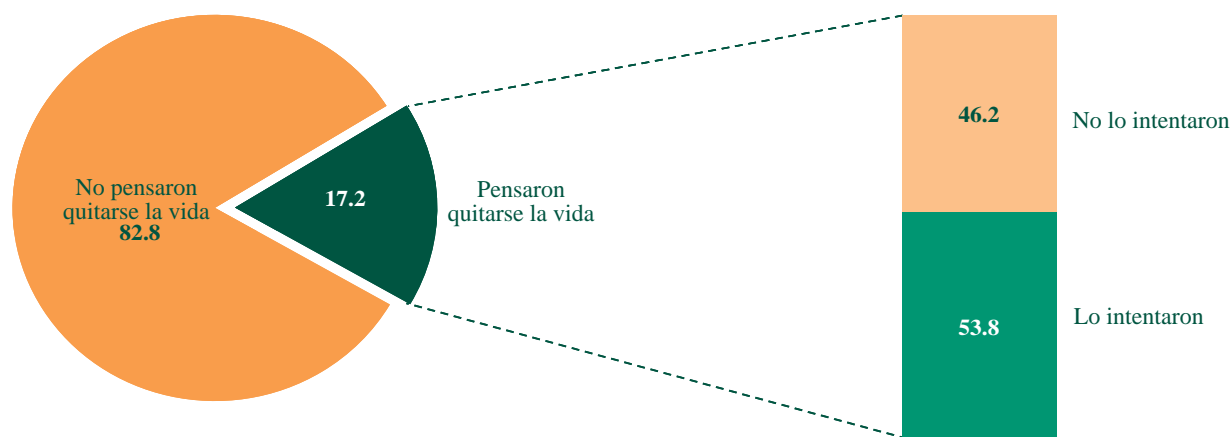 No pensaron
quitarse la vida
82.8
17.2
Pensaron
quitarse la vida
46.2
No lo intentaron
53.8
Lo intentaron